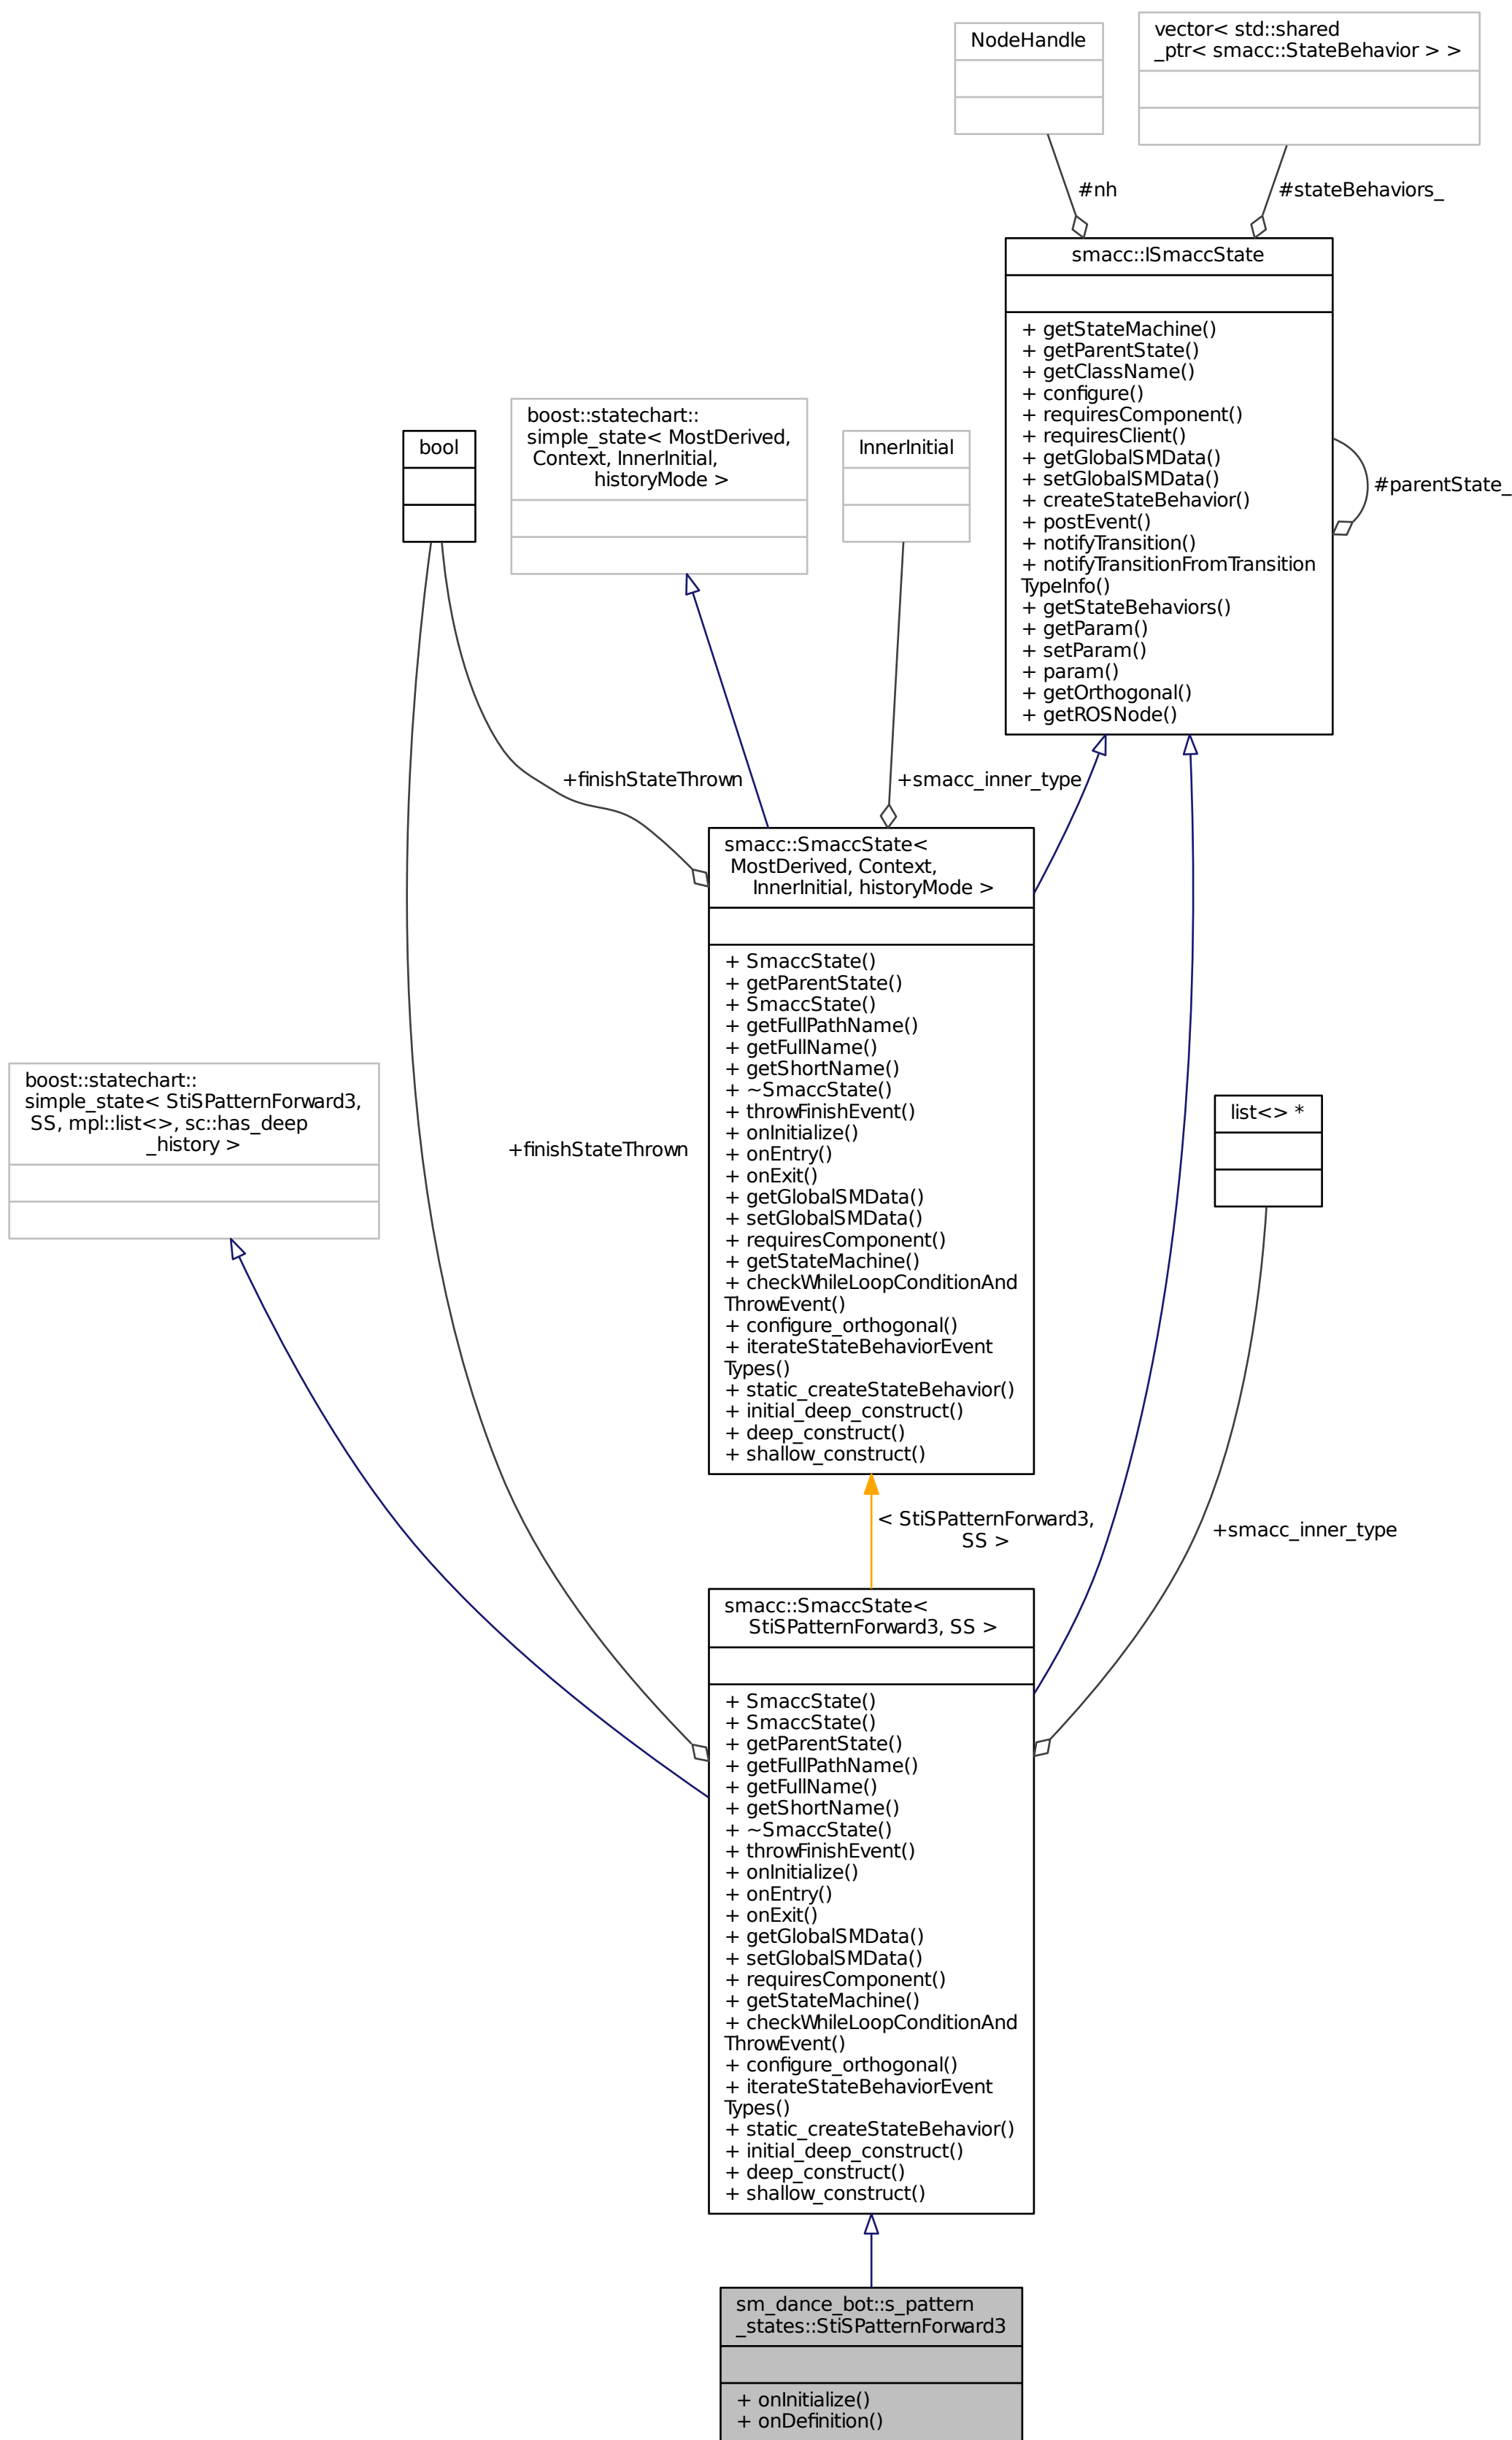 NodeHandle
vector< std::shared
_ptr< smacc::StateBehavior > >
#nh
#stateBehaviors_
smacc::ISmaccState
+ getStateMachine()
+ getParentState()
+ getClassName()
+ configure()
+ requiresComponent()
+ requiresClient()
+ getGlobalSMData()
+ setGlobalSMData()
+ createStateBehavior()
+ postEvent()
+ notifyTransition()
+ notifyTransitionFromTransition
TypeInfo()
+ getStateBehaviors()
+ getParam()
+ setParam()
+ param()
+ getOrthogonal()
+ getROSNode()
#parentState_
boost::statechart::
simple_state< MostDerived,
Context, InnerInitial,
historyMode >
bool
InnerInitial
+finishStateThrown
+smacc_inner_type
smacc::SmaccState<
MostDerived, Context,
InnerInitial, historyMode >
+ SmaccState()
+ getParentState()
+ SmaccState()
+ getFullPathName()
+ getFullName()
+ getShortName()
+ ~SmaccState()
+ throwFinishEvent()
+ onInitialize()
+ onEntry()
+ onExit()
+ getGlobalSMData()
+ setGlobalSMData()
+ requiresComponent()
+ getStateMachine()
+ checkWhileLoopConditionAnd
ThrowEvent()
+ configure_orthogonal()
+ iterateStateBehaviorEvent
Types()
+ static_createStateBehavior()
+ initial_deep_construct()
+ deep_construct()
+ shallow_construct()
boost::statechart::
simple_state< StiSPatternForward3,
SS, mpl::list<>, sc::has_deep
_history >
+finishStateThrown
list<> *
< StiSPatternForward3,
SS >
+smacc_inner_type
smacc::SmaccState<
StiSPatternForward3, SS >
+ SmaccState()
+ SmaccState()
+ getParentState()
+ getFullPathName()
+ getFullName()
+ getShortName()
+ ~SmaccState()
+ throwFinishEvent()
+ onInitialize()
+ onEntry()
+ onExit()
+ getGlobalSMData()
+ setGlobalSMData()
+ requiresComponent()
+ getStateMachine()
+ checkWhileLoopConditionAnd
ThrowEvent()
+ configure_orthogonal()
+ iterateStateBehaviorEvent
Types()
+ static_createStateBehavior()
+ initial_deep_construct()
+ deep_construct()
+ shallow_construct()
sm_dance_bot::s_pattern
_states::StiSPatternForward3
+ onInitialize()
+ onDefinition()